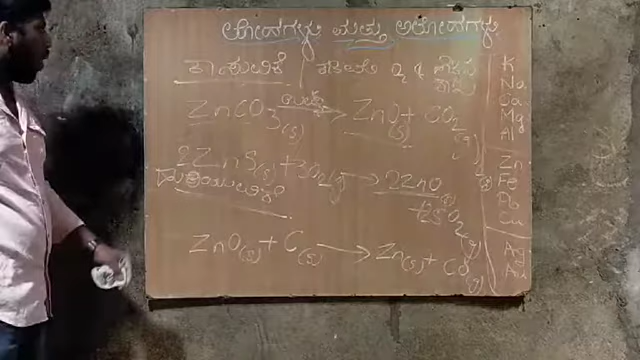 ಲೋಹಗಳು ಮತ್ತು ಅಲೋಹಗಳು
ಕಾಸುವಿಕೆ
ZnCO₃(s) → ZnO(s) + CO₂(g)
2ZnS(s) + 3O₂(g) → 2ZnO(s)
+2SO₂(g)
ಹುರಿಯುವಿಕೆ
ZnO(s) + C(s) → Zn(s) + CO(g)
K
Na
Ca
Mg
Al
Zn
Fe
Pb
Cu
Ag
Au